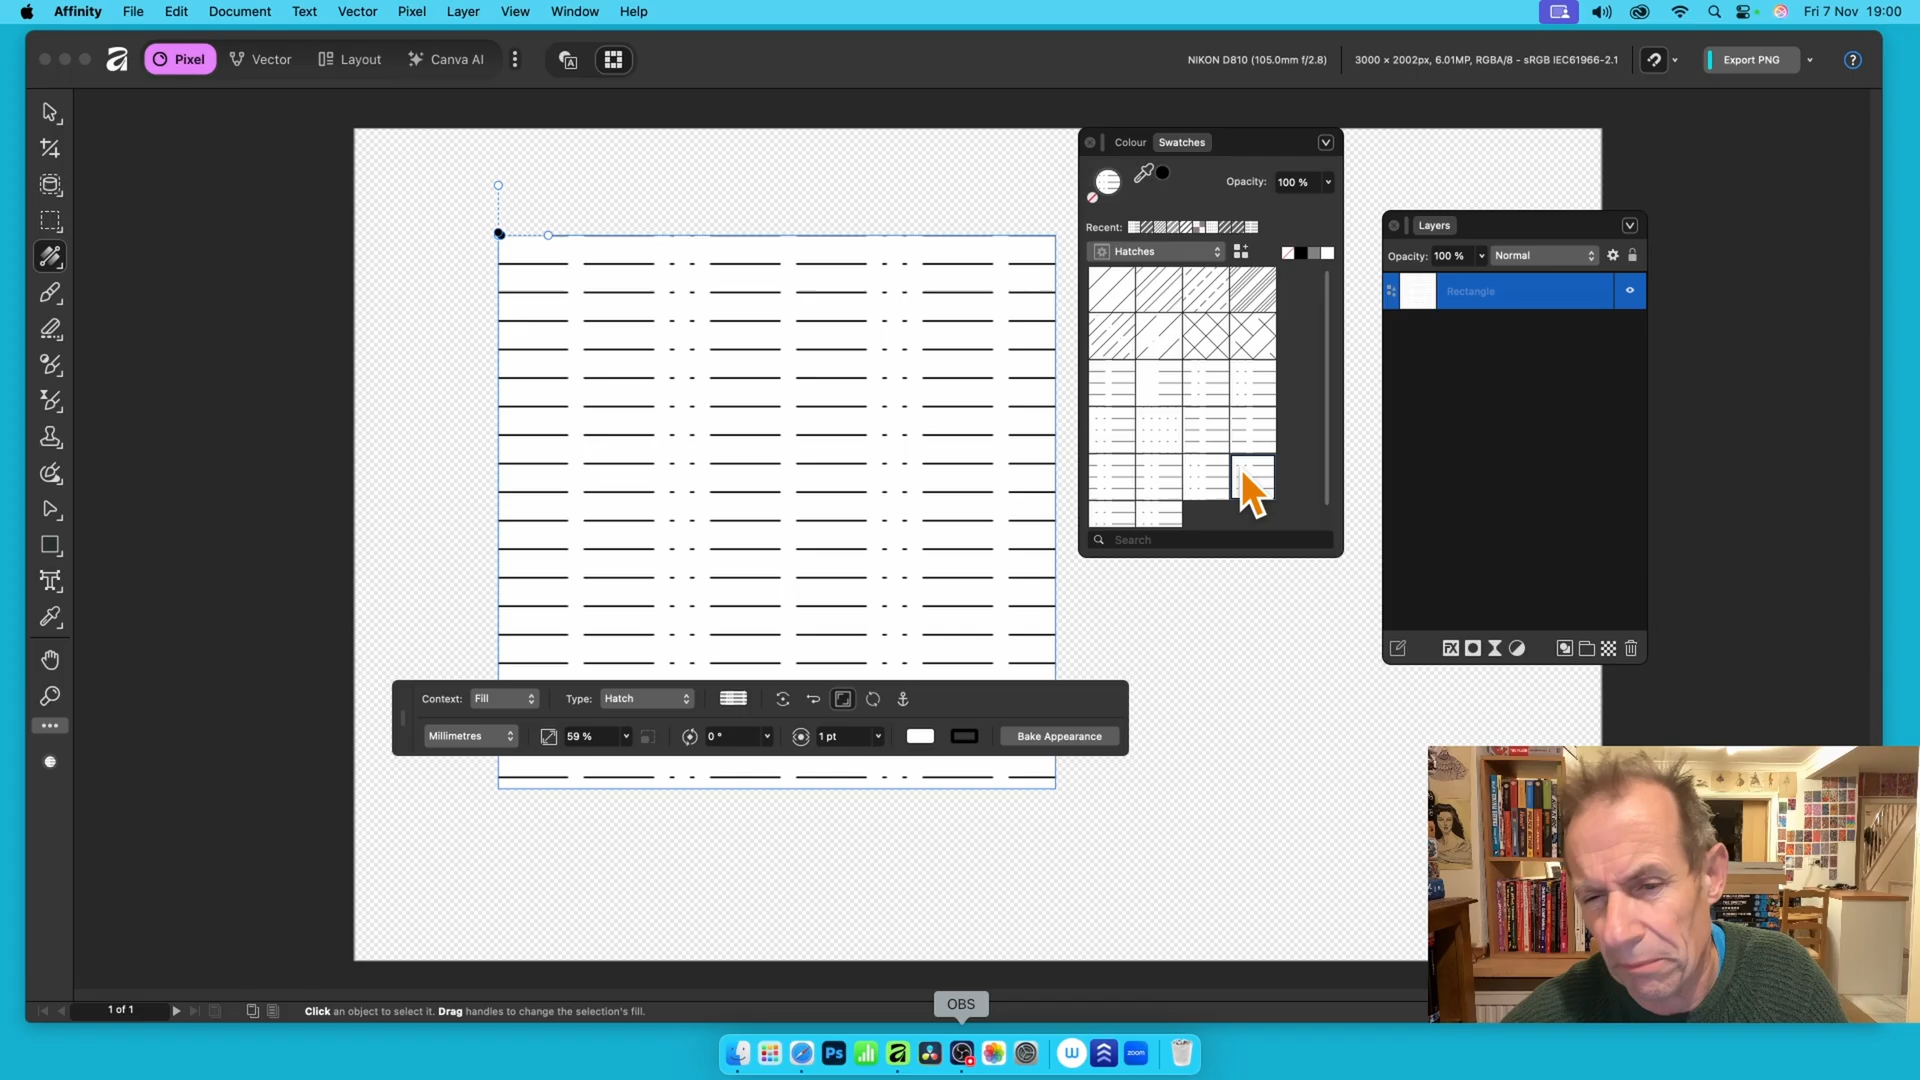 Affinity File Edit Document Text Vector Pixel Layer View Window Help Fri 7 Nov 19:00
Pixel Vector Layout Canva AI NIKON D810 (105.0mm f/2.8) 3000 × 2002px, 6.01MP, RGBA/8 - sRGB IEC61966-2.1 Export PNG ?
Colour Swatches
Opacity: 100 %
Recent:
Hatches
Search
Layers
Opacity: 100 % Normal
Rectangle
FX
Context: Fill Type: Hatch
Millimetres 59 % 0 ° 1 pt Bake Appearance
1 of 1 Click an object to select it. Drag handles to change the selection's fill.
OBS
Ps zoom